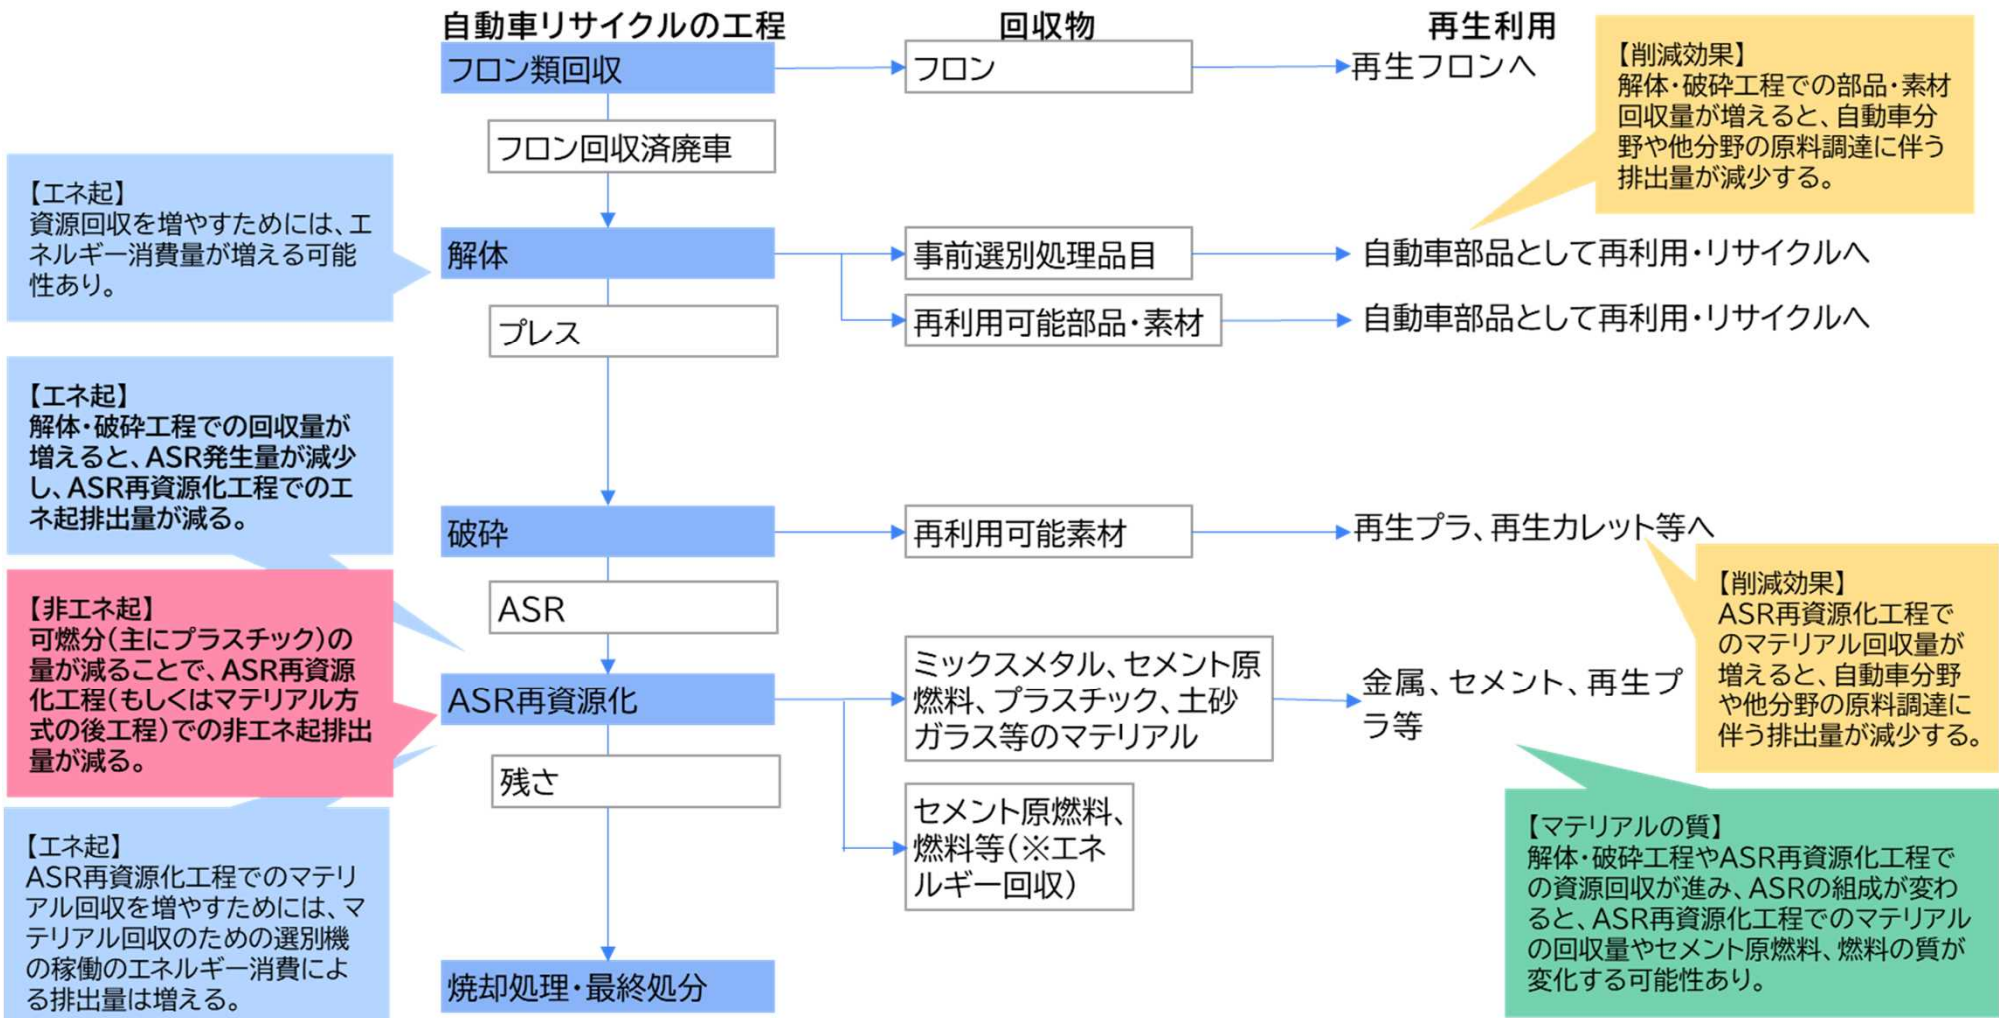 自動車リサイクルの工程
回収物
再生利用
フロン類回収
フロン
再生フロンへ
【削減効果】
解体・破砕工程での部品・素材
回収量が増えると、自動車分
野や他分野の原料調達に伴う
排出量が減少する。
フロン回収済廃車
【エネ起】
資源回収を増やすためには、エ
ネルギー消費量が増える可能
性あり。
解体
事前選別処理品目
自動車部品として再利用・リサイクルへ
プレス
再利用可能部品・素材
自動車部品として再利用・リサイクルへ
【エネ起】
解体・破砕工程での回収量が
増えると、ASR発生量が減少
し、ASR再資源化工程でのエ
ネ起排出量が減る。
破砕
再利用可能素材
再生プラ、再生カレット等へ
【削減効果】
ASR再資源化工程で
のマテリアル回収量が
増えると、自動車分野
や他分野の原料調達に
伴う排出量が減少する。
【非エネ起】
可燃分(主にプラスチック)の
量が減ることで、ASR再資源
化工程(もしくはマテリアル方
式の後工程)での非エネ起排出
量が減る。
ASR
ASR再資源化
ミックスメタル、セメント原
燃料、プラスチック、土砂
ガラス等のマテリアル
金属、セメント、再生プ
ラ等
残さ
セメント原燃料、
燃料等(※エネ
ルギー回収)
【マテリアルの質】
解体・破砕工程やASR再資源化工程で
の資源回収が進み、ASRの組成が変わ
ると、ASR再資源化工程でのマテリアル
の回収量やセメント原燃料、燃料の質が
変化する可能性あり。
【エネ起】
ASR再資源化工程でのマテリ
アル回収を増やすためには、マ
テリアル回収のための選別機
の稼働のエネルギー消費によ
る排出量は増える。
焼却処理・最終処分